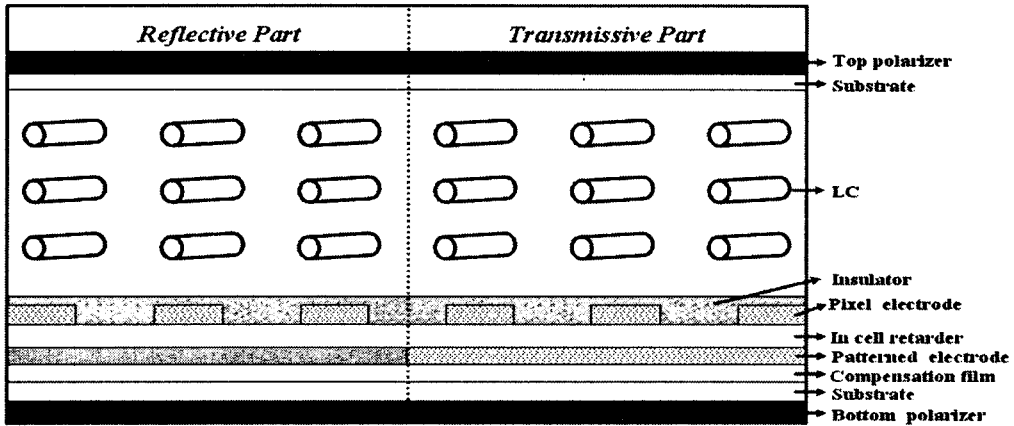 Reflective Part
Transmissive Part
Top polarizer
Substrate
LC
Insulator
Pixel electrode
In cell retarder
Patterned electrode
Compensation film
Substrate
Bottom polarizer